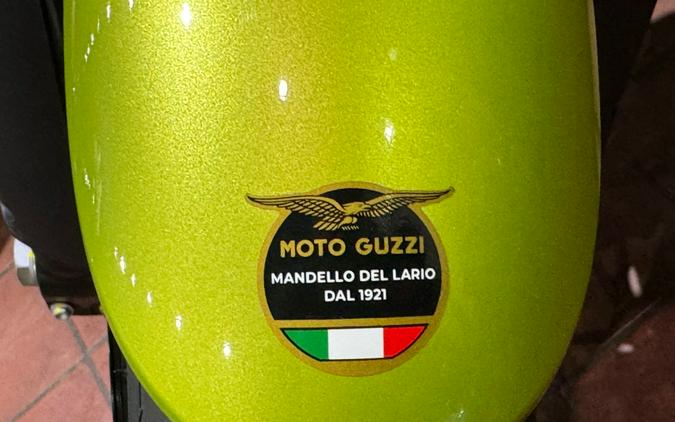 MOTO GUZZI
MANDELLO DEL LARIO
DAL 1921